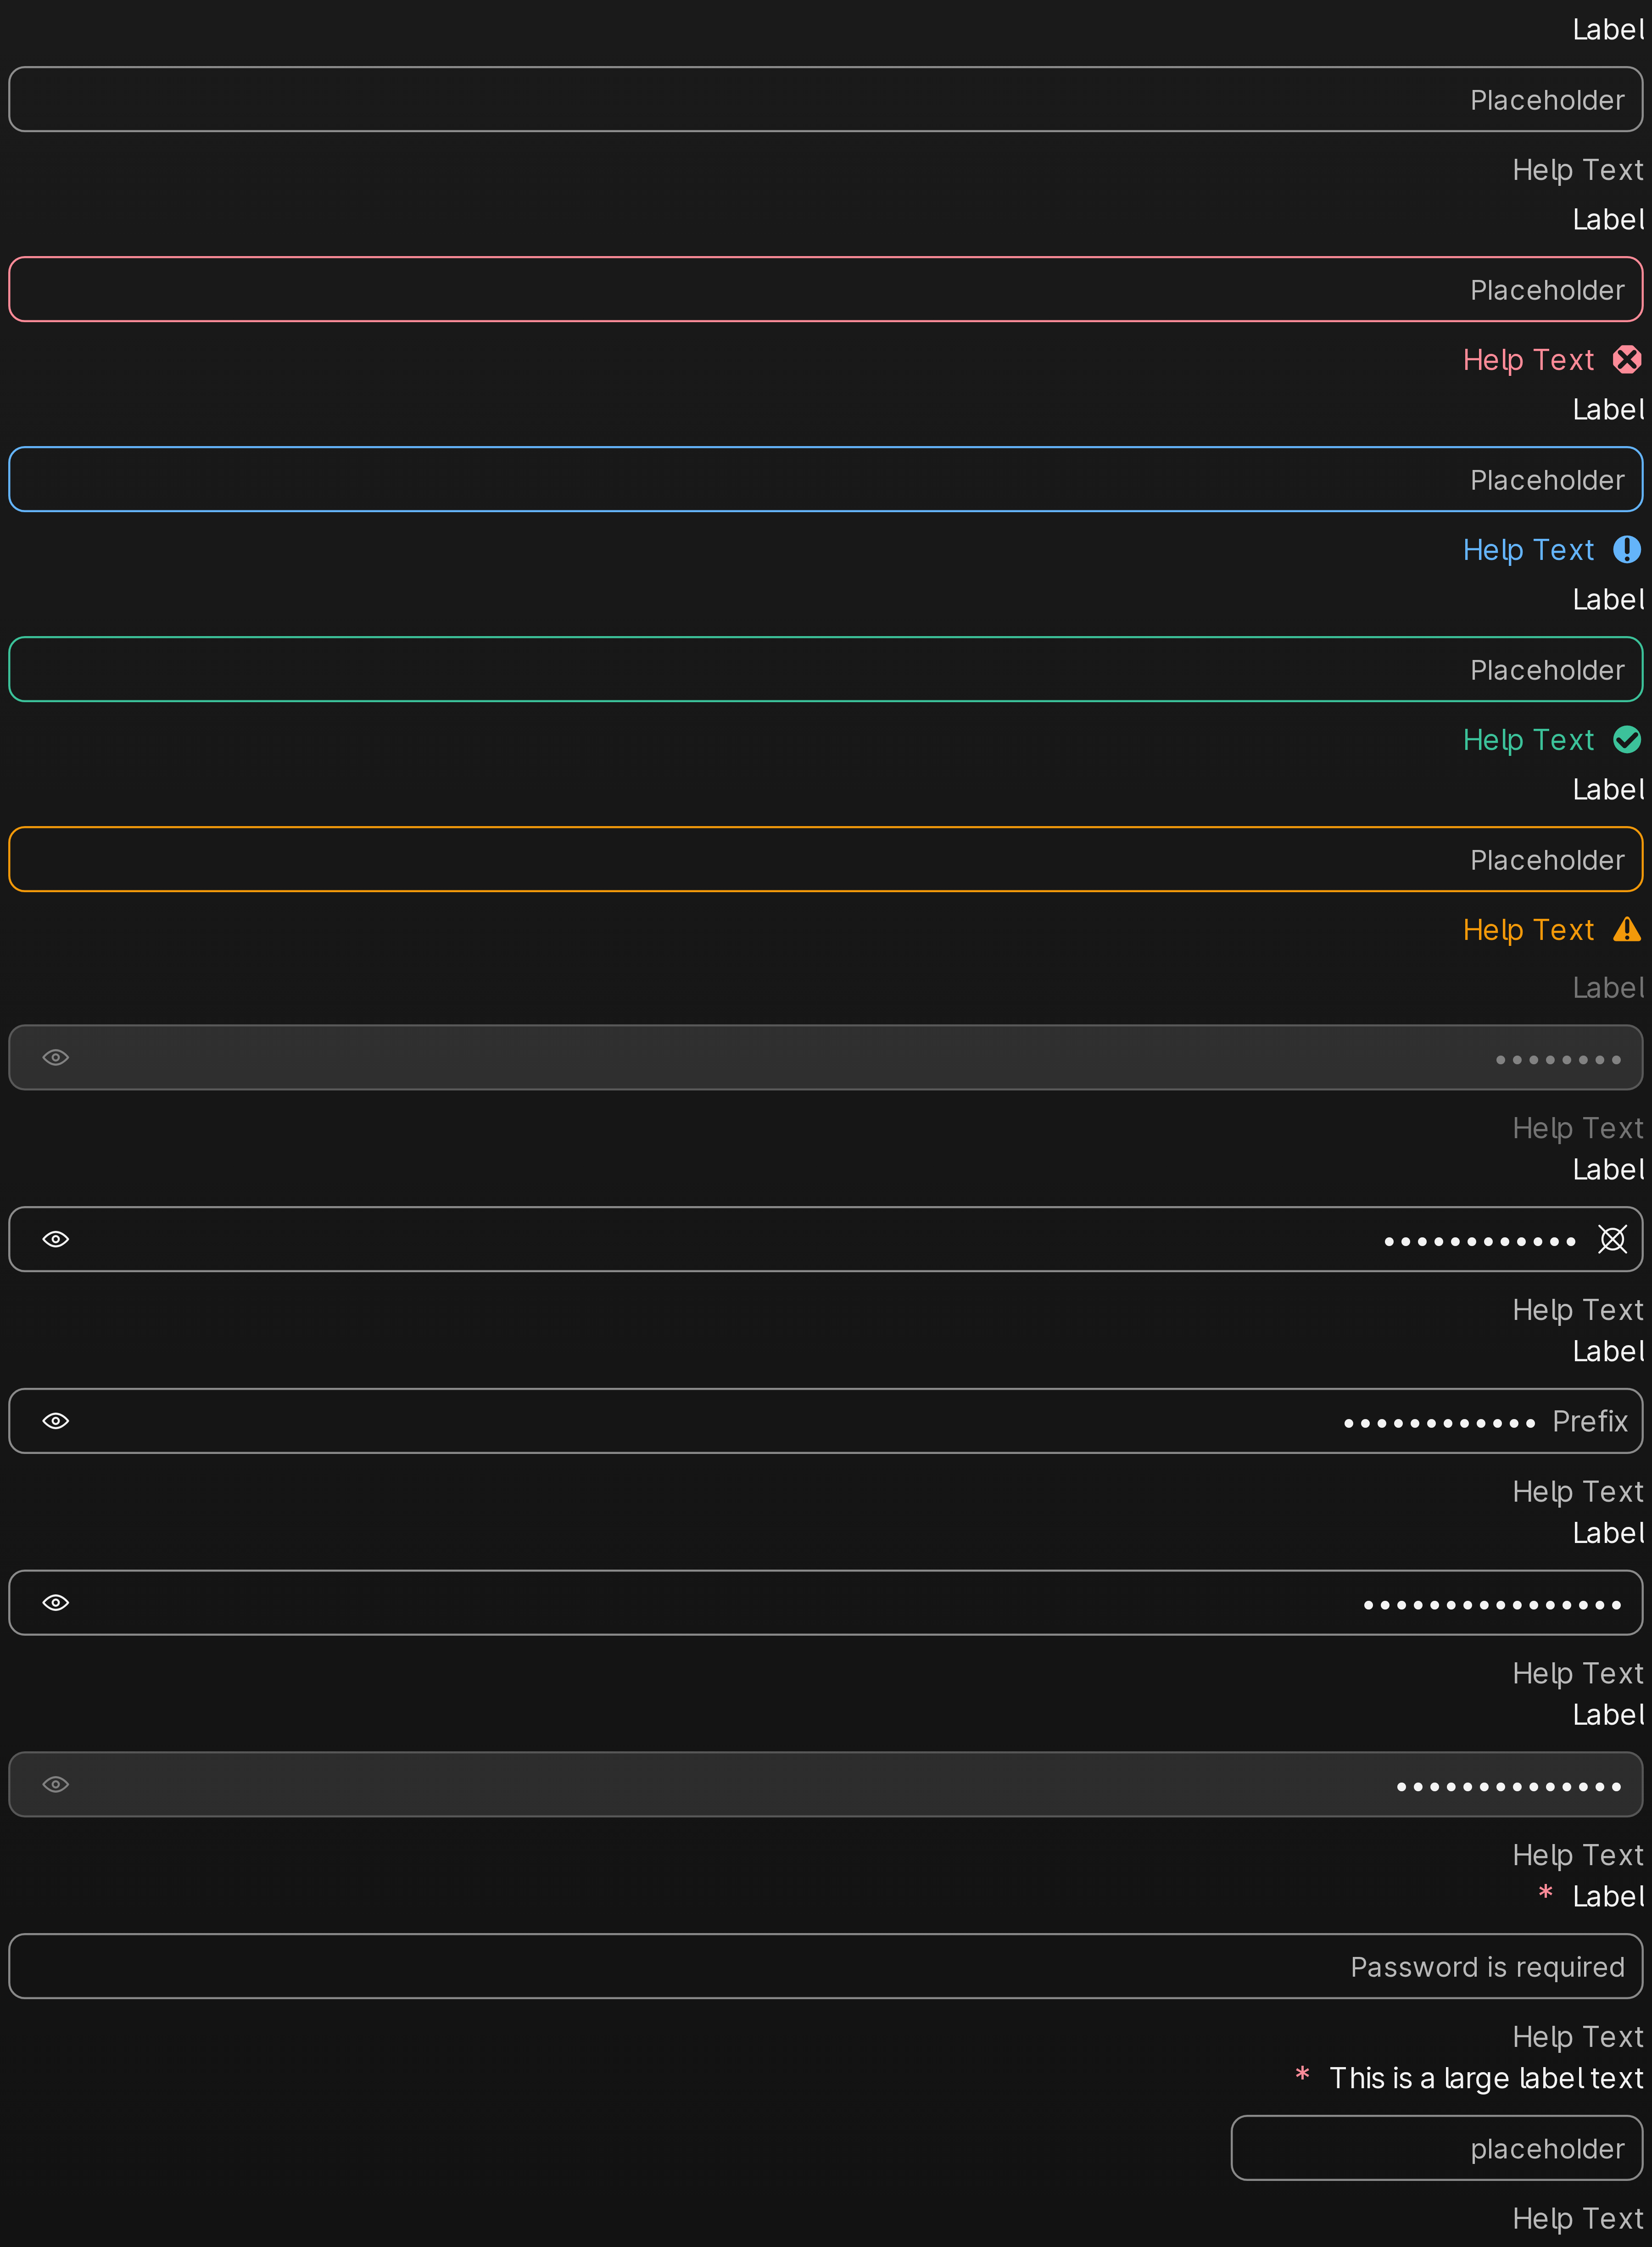 Label
Placeholder
Help Text
Label
Placeholder
Help Text
Label
Placeholder
Help Text
Label
Placeholder
Help Text
Label
Placeholder
Help Text
Label
••••••••
Help Text
Label
••••••••••••
Help Text
Label
•••••••••••• Prefix
Help Text
Label
••••••••••••••••
Help Text
Label
••••••••••••••
Help Text
* Label
Password is required
Help Text
* This is a large label text
placeholder
Help Text